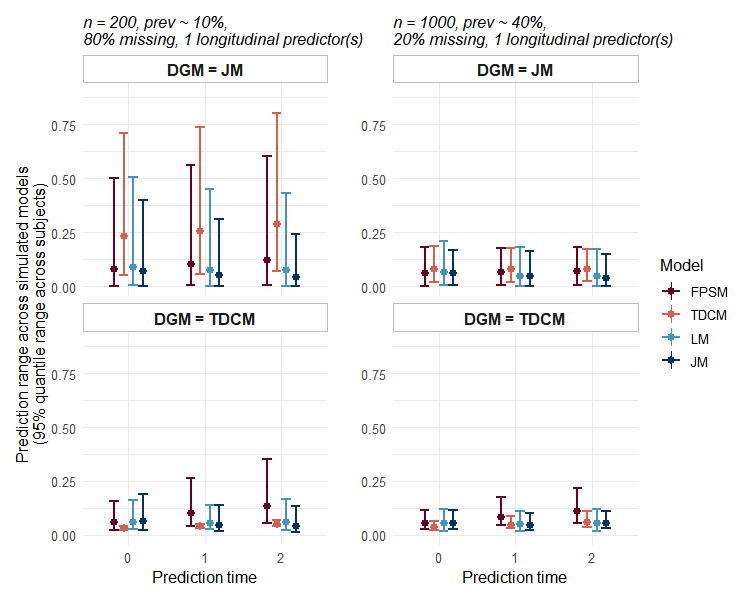 n = 200, prev ~ 10%,
80% missing, 1 longitudinal predictor(s)
n = 1000, prev ~ 40%,
20% missing, 1 longitudinal predictor(s)
DGM = JM
DGM = JM
0.75
0.50
0.25
0.00
0.75
0.50
0.25
0.00
DGM = TDCM
DGM = TDCM
0.75
0.50
0.25
0.00
0.75
0.50
0.25
0.00
0
1
2
0
1
2
Prediction time
Prediction time
Prediction range across simulated models
(95% quantile range across subjects)
Model
FPSM
TDCM
LM
JM